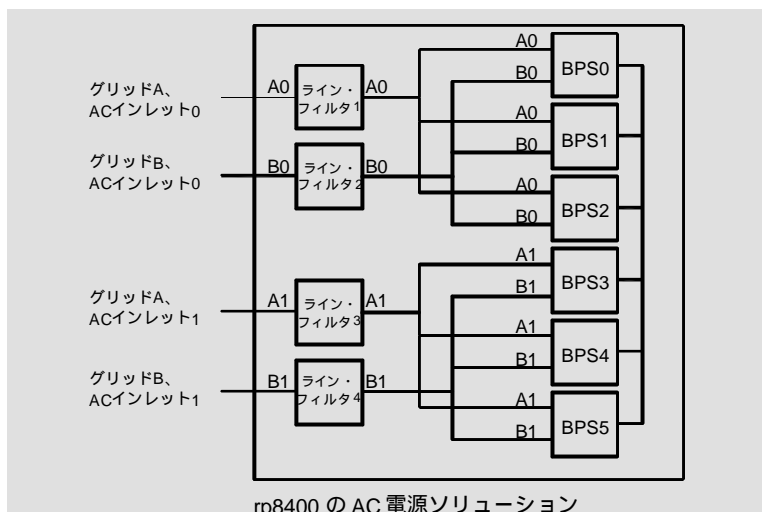 A0
B0
BPS0
グリッドA、
ACインレット0
A0
ライン・
フィルタ1
A0
A0
B0
BPS1
グリッドB、
ACインレット0
B0
ライン・
フィルタ2
B0
A0
B0
BPS2
A1
B1
BPS3
グリッドA、
ACインレット1
A1
ライン・
フィルタ3
A1
A1
B1
BPS4
グリッドB、
ACインレット1
B1
ライン・
フィルタ4
B1
A1
B1
BPS5
rp8400 の AC 電源ソリューション